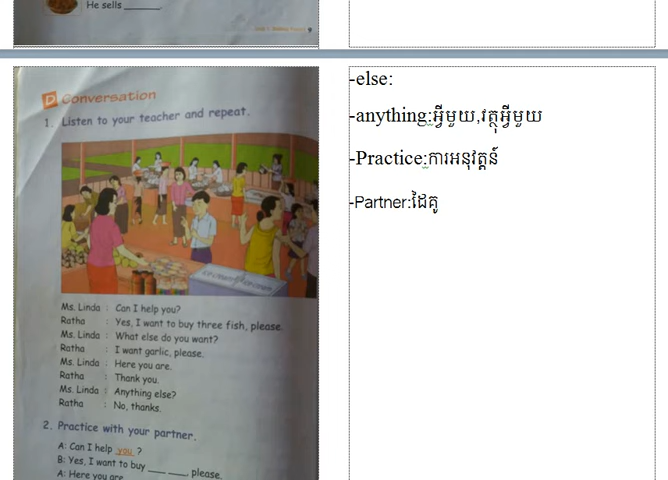 He sells ______.
9
D Conversation
1. Listen to your teacher and repeat.
Ms. Linda : Can I help you?
Ratha : Yes, I want to buy three fish, please.
Ms. Linda : What else do you want?
Ratha : I want garlic, please.
Ms. Linda : Here you are.
Ratha : Thank you.
Ms. Linda : Anything else?
Ratha : No, thanks.
2. Practice with your partner.
A: Can I help you ?
B: Yes, I want to buy ____ ____, please.
A: Here you are
-else:
-anything:អ្វីមួយ,វត្ថុអ្វីមួយ
-Practice:ការអនុវត្តន៍
-Partner:ដៃគូ